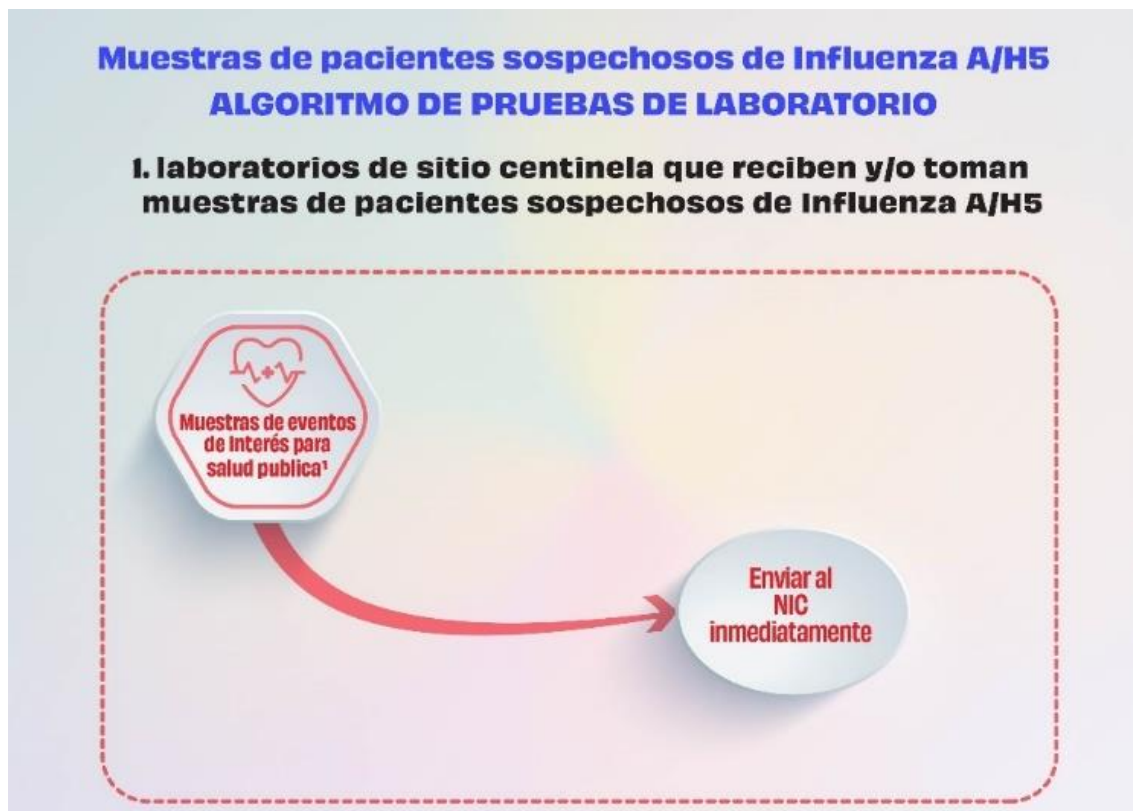 Muestras de pacientes sospechosos de Influenza A/H5
ALGORITMO DE PRUEBAS DE LABORATORIO
1. laboratorios de sitio centinela que reciben y/o toman
muestras de pacientes sospechosos de Influenza A/H5
Muestras de eventos
de Interés para
salud publica¹
Enviar al
NIC
inmediatamente